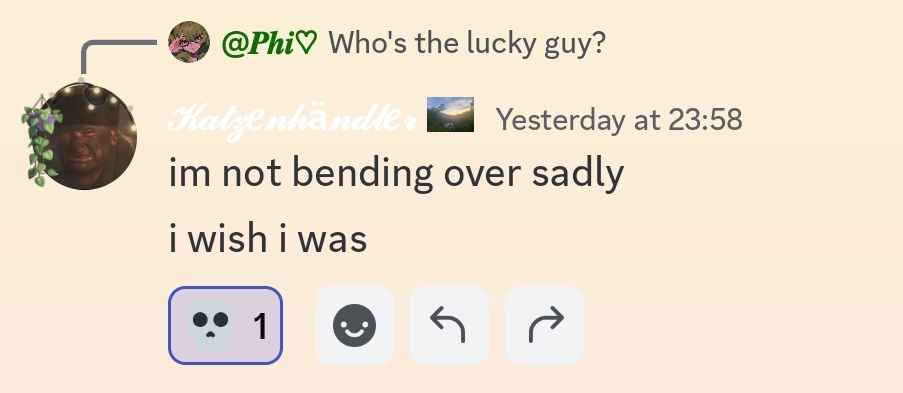 @Phi♡ Who's the lucky guy?
Katzenhändler Yesterday at 23:58
im not bending over sadly
i wish i was
1